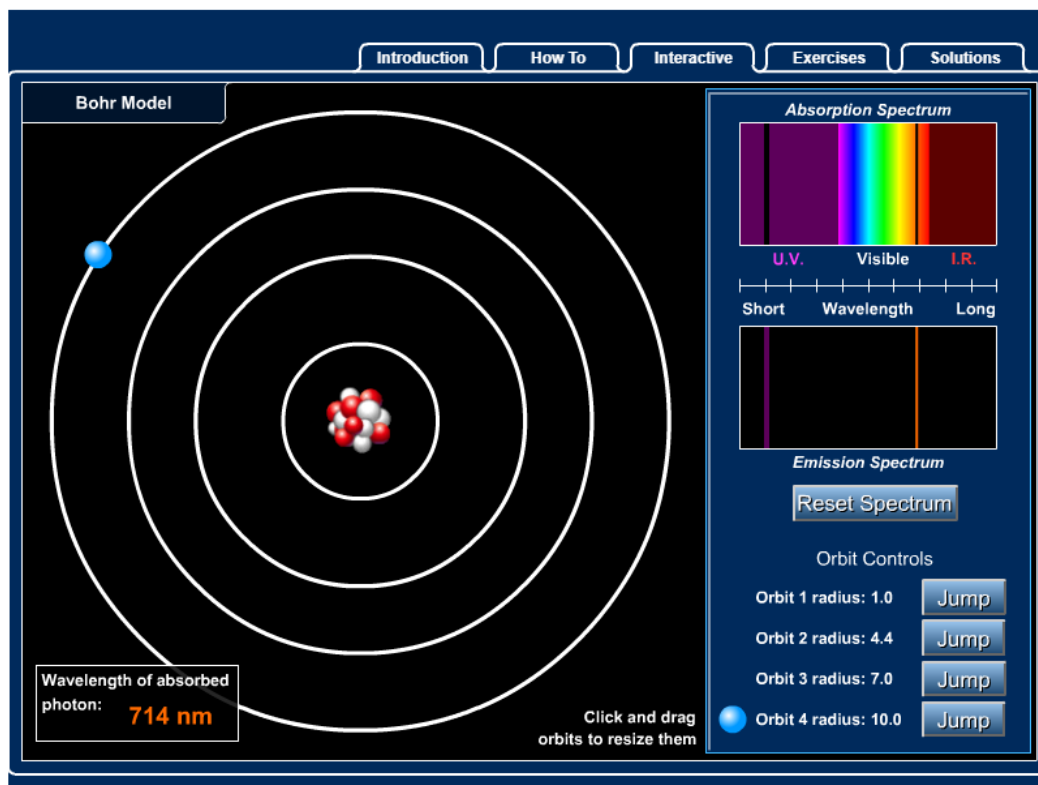 Introduction
How To
Interactive
Exercises
Solutions
Bohr Model
Absorption Spectrum
U.V. Visible I.R.
Short Wavelength Long
Emission Spectrum
Reset Spectrum
Orbit Controls
Orbit 1 radius: 1.0 Jump
Orbit 2 radius: 4.4 Jump
Orbit 3 radius: 7.0 Jump
Orbit 4 radius: 10.0 Jump
Wavelength of absorbed
photon: 714 nm
Click and drag
orbits to resize them